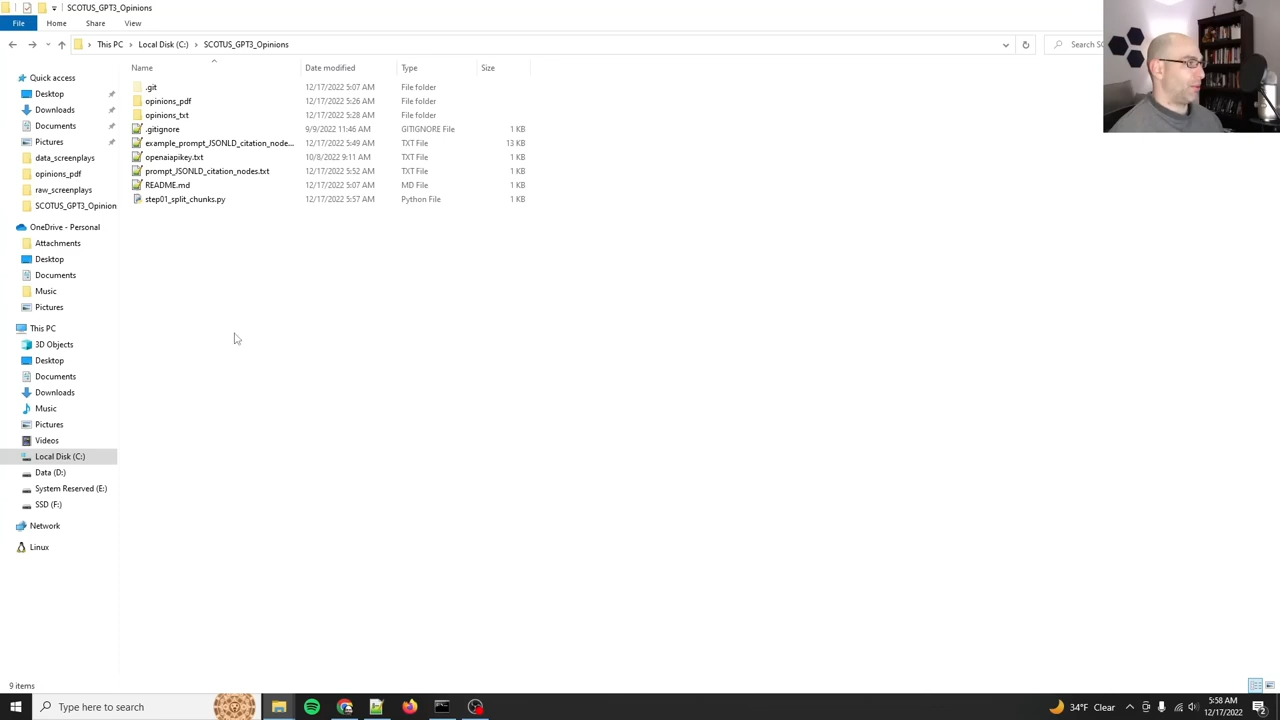 SCOTUS_GPT3_Opinions
File Home Share View
This PC Local Disk (C:) SCOTUS_GPT3_Opinions
Search SC
Name Date modified Type Size
.git 12/17/2022 5:07 AM File folder
opinions_pdf 12/17/2022 5:26 AM File folder
opinions_txt 12/17/2022 5:28 AM File folder
.gitignore 9/9/2022 11:46 AM GITIGNORE File 1 KB
example_prompt_JSONLD_citation_node... 12/17/2022 5:49 AM TXT File 13 KB
openaiapikey.txt 10/8/2022 9:11 AM TXT File 1 KB
prompt_JSONLD_citation_nodes.txt 12/17/2022 5:52 AM TXT File 1 KB
README.md 12/17/2022 5:07 AM MD File 1 KB
step01_split_chunks.py 12/17/2022 5:57 AM Python File 1 KB
Quick access
Desktop
Downloads
Documents
Pictures
data_screenplays
opinions_pdf
raw_screenplays
SCOTUS_GPT3_Opinion
OneDrive - Personal
Attachments
Desktop
Documents
Music
Pictures
This PC
3D Objects
Desktop
Documents
Downloads
Music
Pictures
Videos
Local Disk (C:)
Data (D:)
System Reserved (E:)
SSD (F:)
Network
Linux
9 items
Type here to search
34°F Clear
5:58 AM
12/17/2022
2